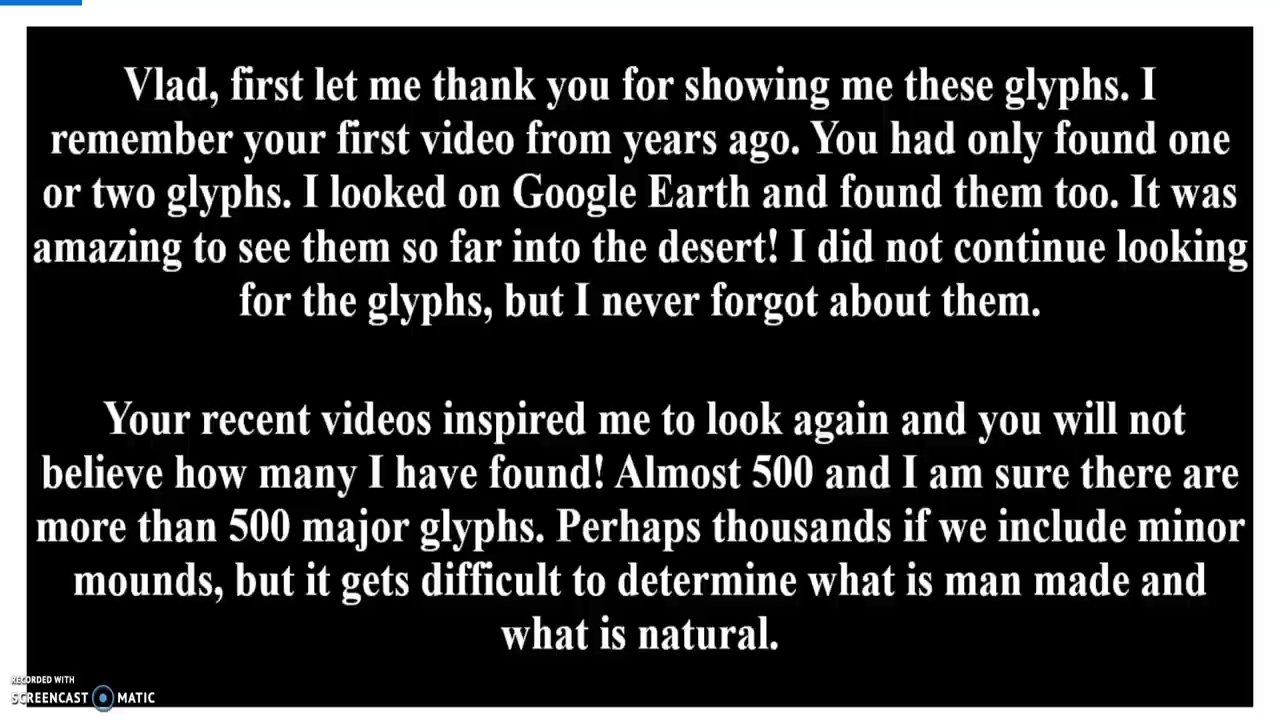 Vlad, first let me thank you for showing me these glyphs. I
remember your first video from years ago. You had only found one
or two glyphs. I looked on Google Earth and found them too. It was
amazing to see them so far into the desert! I did not continue looking
for the glyphs, but I never forgot about them.
Your recent videos inspired me to look again and you will not
believe how many I have found! Almost 500 and I am sure there are
more than 500 major glyphs. Perhaps thousands if we include minor
mounds, but it gets difficult to determine what is man made and
what is natural.
RECORDED WITH
SCREENCAST MATIC